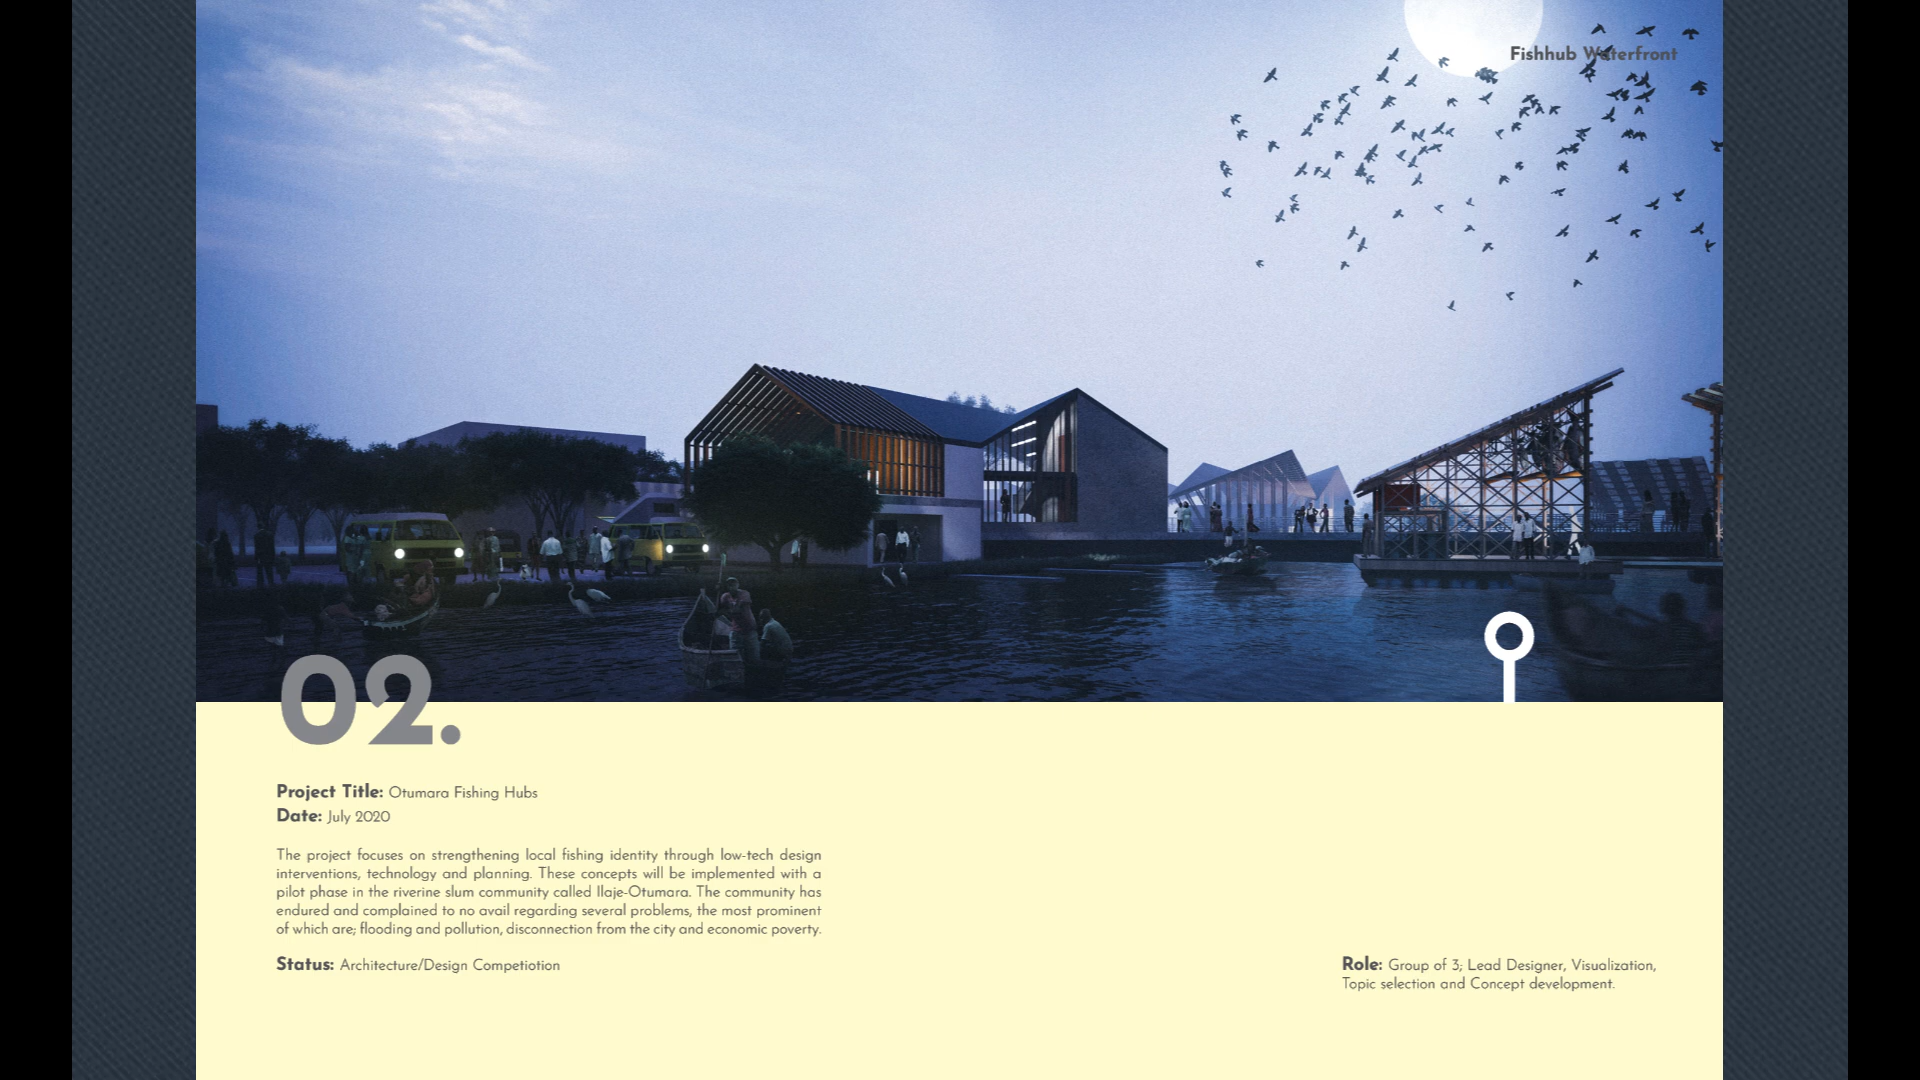 Fishhub Waterfront
02.
Project Title: Otumara Fishing Hubs
Date: July 2020
The project focuses on strengthening local fishing identity through low-tech design
interventions, technology and planning. These concepts will be implemented with a
pilot phase in the riverine slum community called Ilaje-Otumara. The community has
endured and complained to no avail regarding several problems, the most prominent
of which are; flooding and pollution, disconnection from the city and economic poverty.
Status: Architecture/Design Competiotion
Role: Group of 3; Lead Designer, Visualization,
Topic selection and Concept development.